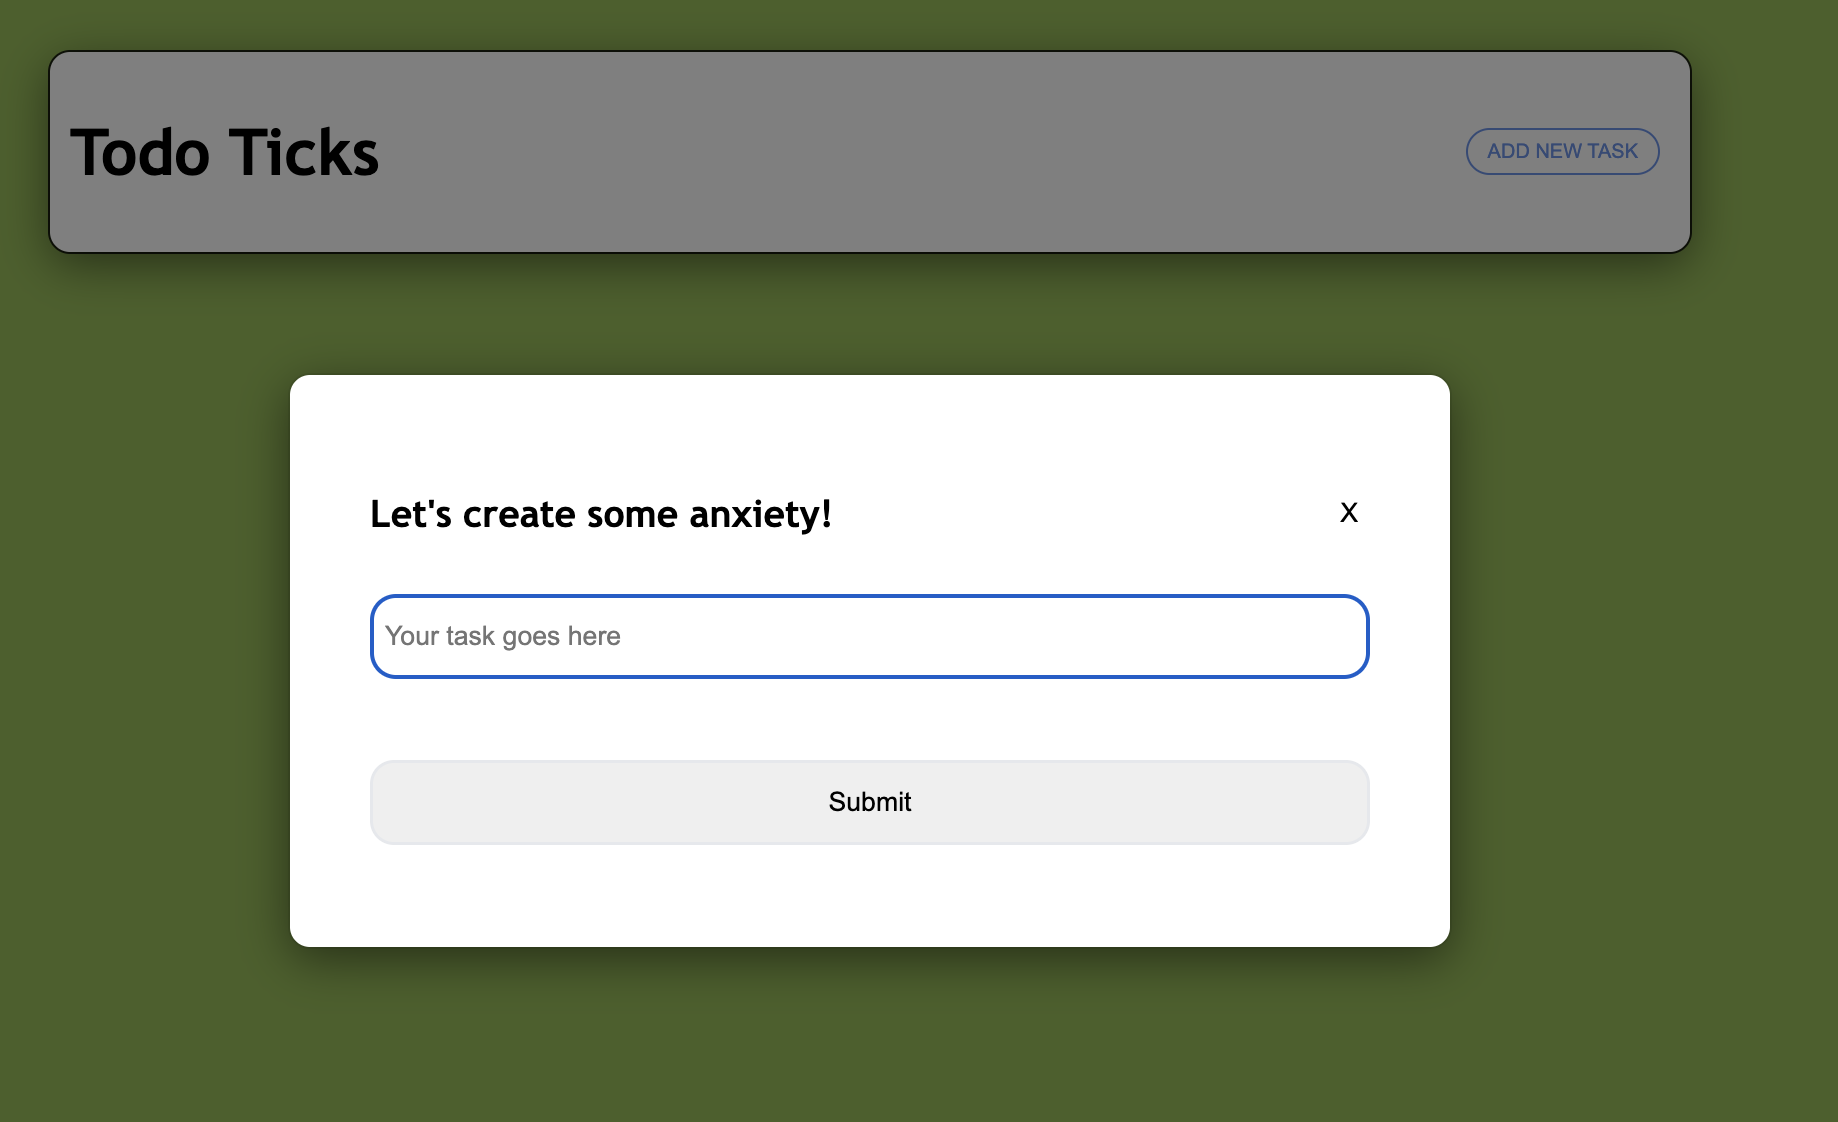 Todo Ticks
ADD NEW TASK
Let's create some anxiety!
X
Your task goes here
Submit